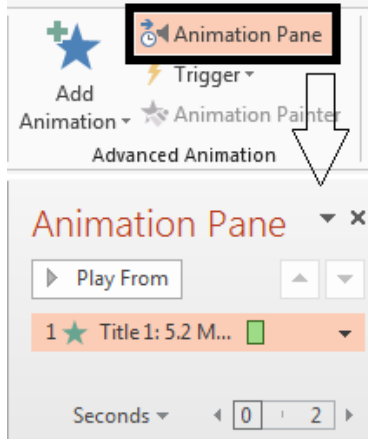 Animation Pane
Trigger
Add
Animation
Animation Painter
Advanced Animation
Animation Pane
Play From
1 Title 1: 5.2 M...
Seconds 0 2